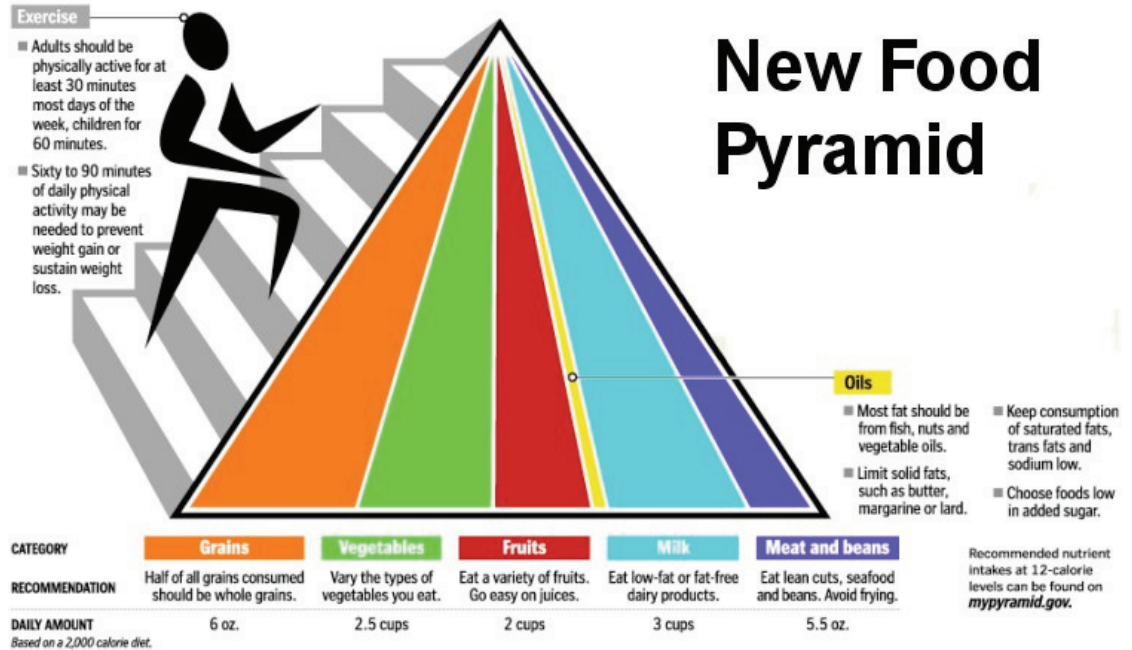 Exercise
■ Adults should be
physically active for at
least 30 minutes
most days of the
week, children for
60 minutes.
■ Sixty to 90 minutes
of daily physical
activity may be
needed to prevent
weight gain or
sustain weight
loss.
New Food
Pyramid
Oils
■ Most fat should be
from fish, nuts and
vegetable oils.
■ Limit solid fats,
such as butter,
margarine or lard.
■ Keep consumption
of saturated fats,
trans fats and
sodium low.
■ Choose foods low
in added sugar.
CATEGORY Grains Vegetables Fruits Milk Meat and beans
RECOMMENDATION
Half of all grains consumed
should be whole grains.
Vary the types of
vegetables you eat.
Eat a variety of fruits.
Go easy on juices.
Eat low-fat or fat-free
dairy products.
Eat lean cuts, seafood
and beans. Avoid frying.
DAILY AMOUNT 6 oz. 2.5 cups 2 cups 3 cups 5.5 oz.
Based on a 2,000 calorie diet.
Recommended nutrient
intakes at 12-calorie
levels can be found on
mypyramid.gov.